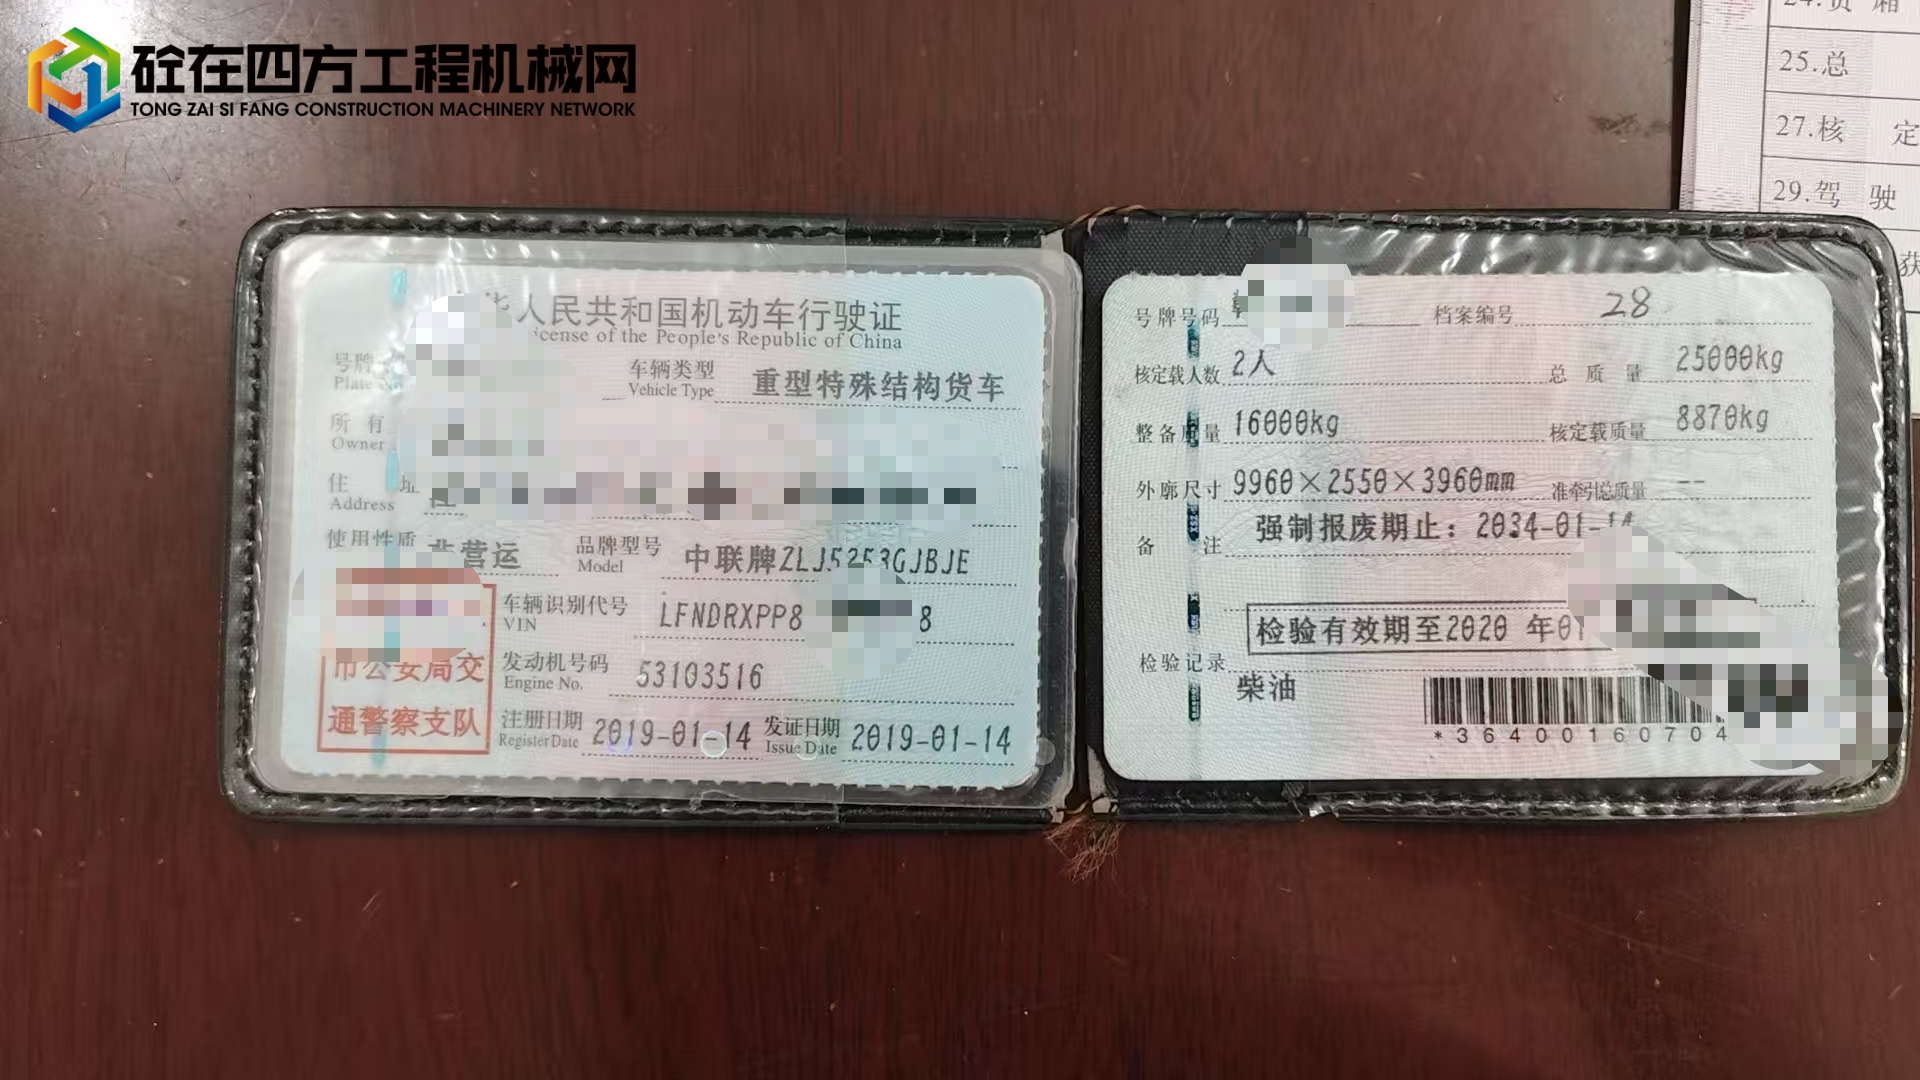 砼在四方工程机械网
TONG ZAI SI FANG CONSTRUCTION MACHINERY NETWORK
人民共和国机动车行驶证
icense of the People's Republic of China
号牌
Plate
车辆类型
Vehicle Type
重型特殊结构货车
所有
Owner
住址
Address
使用性质
非营运
品牌型号
Model
中联牌ZLJ5253GJBJE
市公安局交
通警察支队
车辆识别代号
VIN
LFNDRXPP8 8
发动机号码
Engine No.
53103516
注册日期
Register Date
2019-01-14
发证日期
Issue Date
2019-01-14
号牌号码
档案编号
28
核定载人数 2人
总质量 25000kg
整备质量 16000kg
核定载质量 8870kg
外廓尺寸 9960×2550×3960mm
准牵引总质量 --
备注 强制报废期止：2034-01-14
检验有效期至2020 年01
检验记录
柴油
*36400160704
25.总
27.核 定
29.驾 驶